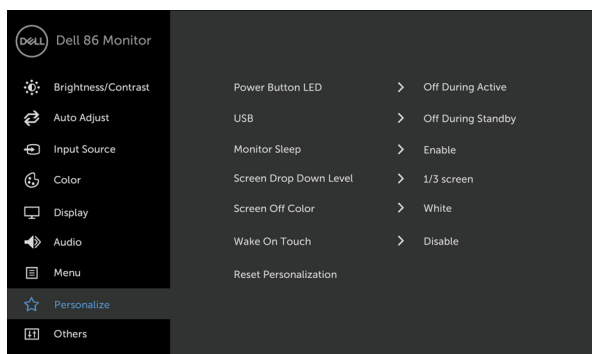 DELL Dell 86 Monitor
Brightness/Contrast
Auto Adjust
Input Source
Color
Display
Audio
Menu
Personalize
Others
Power Button LED > Off During Active
USB > Off During Standby
Monitor Sleep > Enable
Screen Drop Down Level > 1/3 screen
Screen Off Color > White
Wake On Touch > Disable
Reset Personalization